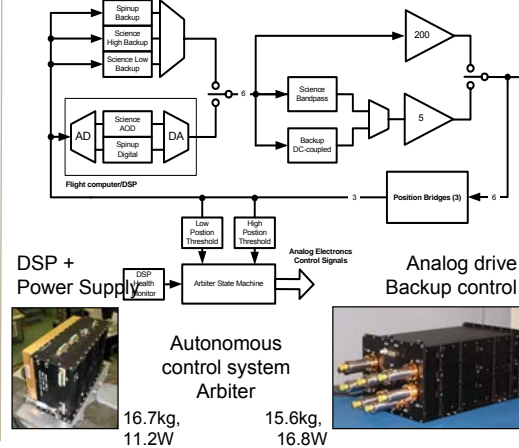 Spinup
Backup
Science
High Backup
Science Low
Backup
200
6
Science
Bandpass
Science
AOD
AD
DA
5
Spinup
Digital
Backup
DC-coupled
Flight computer/DSP
3
Position Bridges (3)
6
Low
Position
Threshold
High
Postion
Threshold
Analog Electronics
Control Signals
DSP +
Power Supply
DSP
Health
Monitor
Arbiter State Machine
Analog drive
Backup control
Autonomous
control system
Arbiter
16.7kg,
11.2W
15.6kg,
16.8W